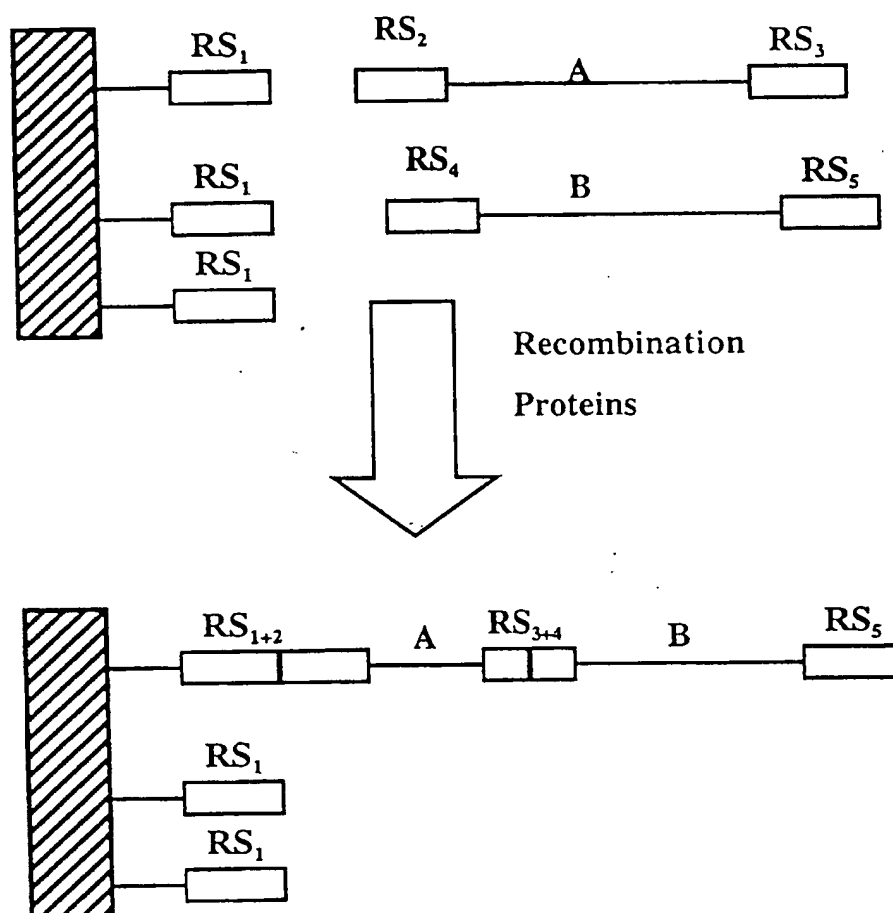 RS₁ RS₂ A RS₃
RS₁ RS₄ B RS₅
RS₁
Recombination
Proteins
RS₁₊₂ A RS₃₊₄ B RS₅
RS₁
RS₁